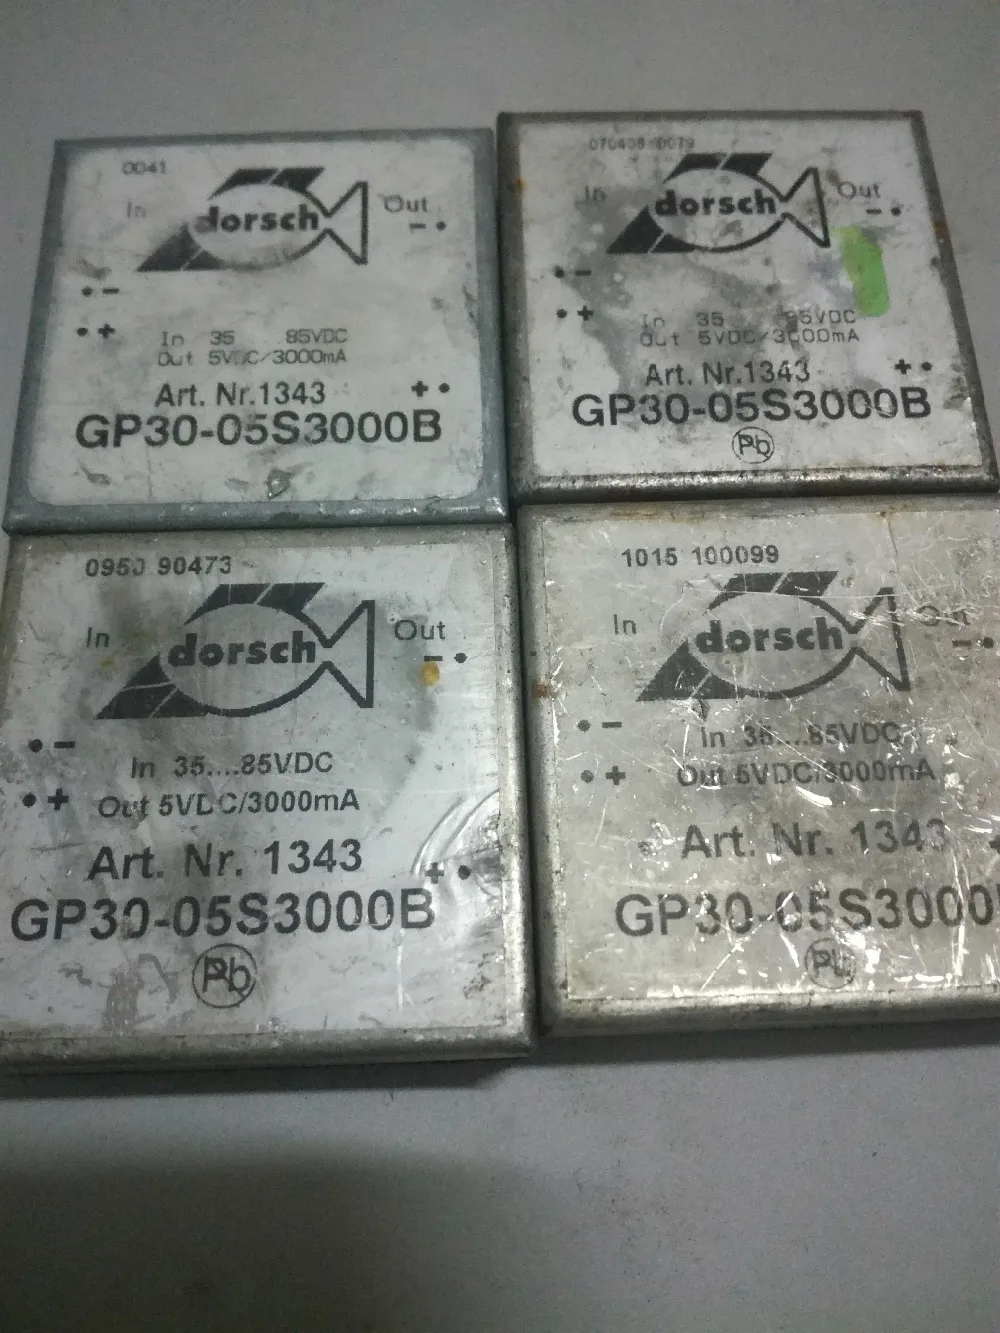 0041
In dorsch Out
- •
• -
• +
In 35 85VDC
Out 5VDC/3000mA
Art. Nr.1343 + •
GP30-05S3000B
In dorsch Out
- •
• -
• +
In 35 85VDC
Out 5VDC/3000mA
Art. Nr.1343 + •
GP30-05S3000B
Pb
0950 90473
In dorsch Out
- •
• -
In 35....85VDC
• + Out 5VDC/3000mA
Art. Nr. 1343
+ •
GP30-05S3000B
Pb
1015 100099
In dorsch Out
- •
• -
In 35....85VDC
• + Out 5VDC/3000mA
Art. Nr. 1343 +
GP30-05S3000
Pb